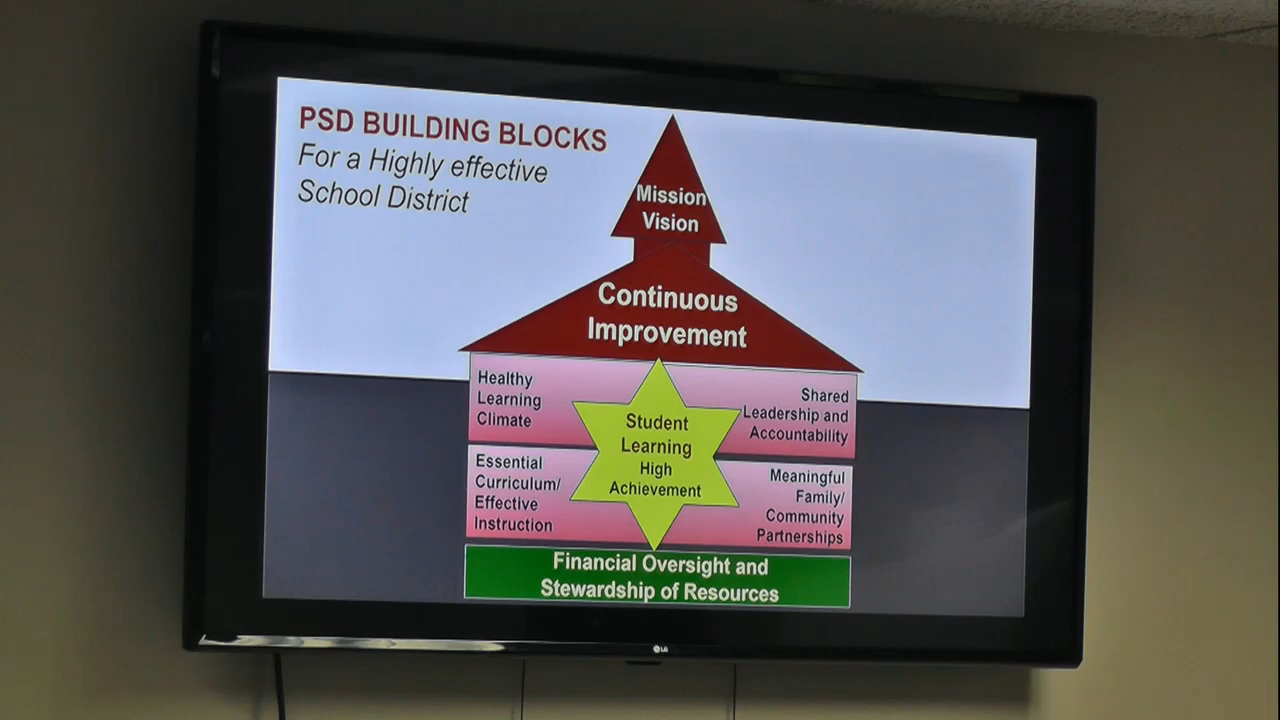 PSD BUILDING BLOCKS
For a Highly effective
School District
Mission
Vision
Continuous
Improvement
Healthy
Learning
Climate
Shared
Leadership and
Accountability
Student
Learning
High
Achievement
Essential
Curriculum/
Effective
Instruction
Meaningful
Family/
Community
Partnerships
Financial Oversight and
Stewardship of Resources
LG